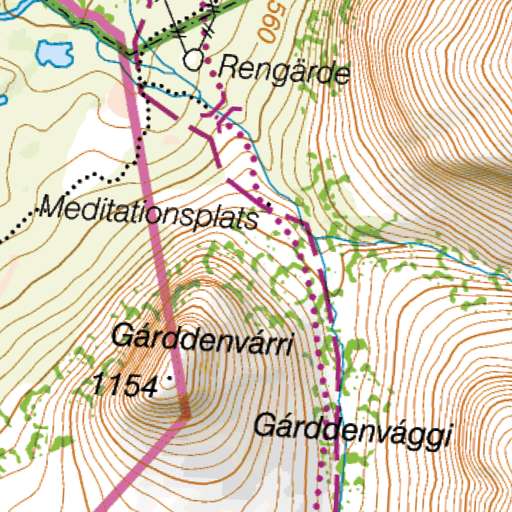 560
Rengärde
Meditationsplats
Gárddenvárri
1154
Gárddenvággi